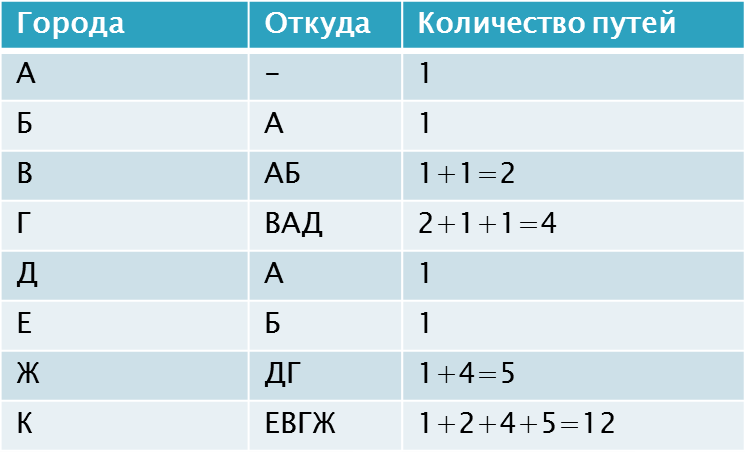 Города Откуда Количество путей
А – 1
Б А 1
В АБ 1+1=2
Г ВАД 2+1+1=4
Д А 1
Е Б 1
Ж ДГ 1+4=5
К ЕВГЖ 1+2+4+5=12